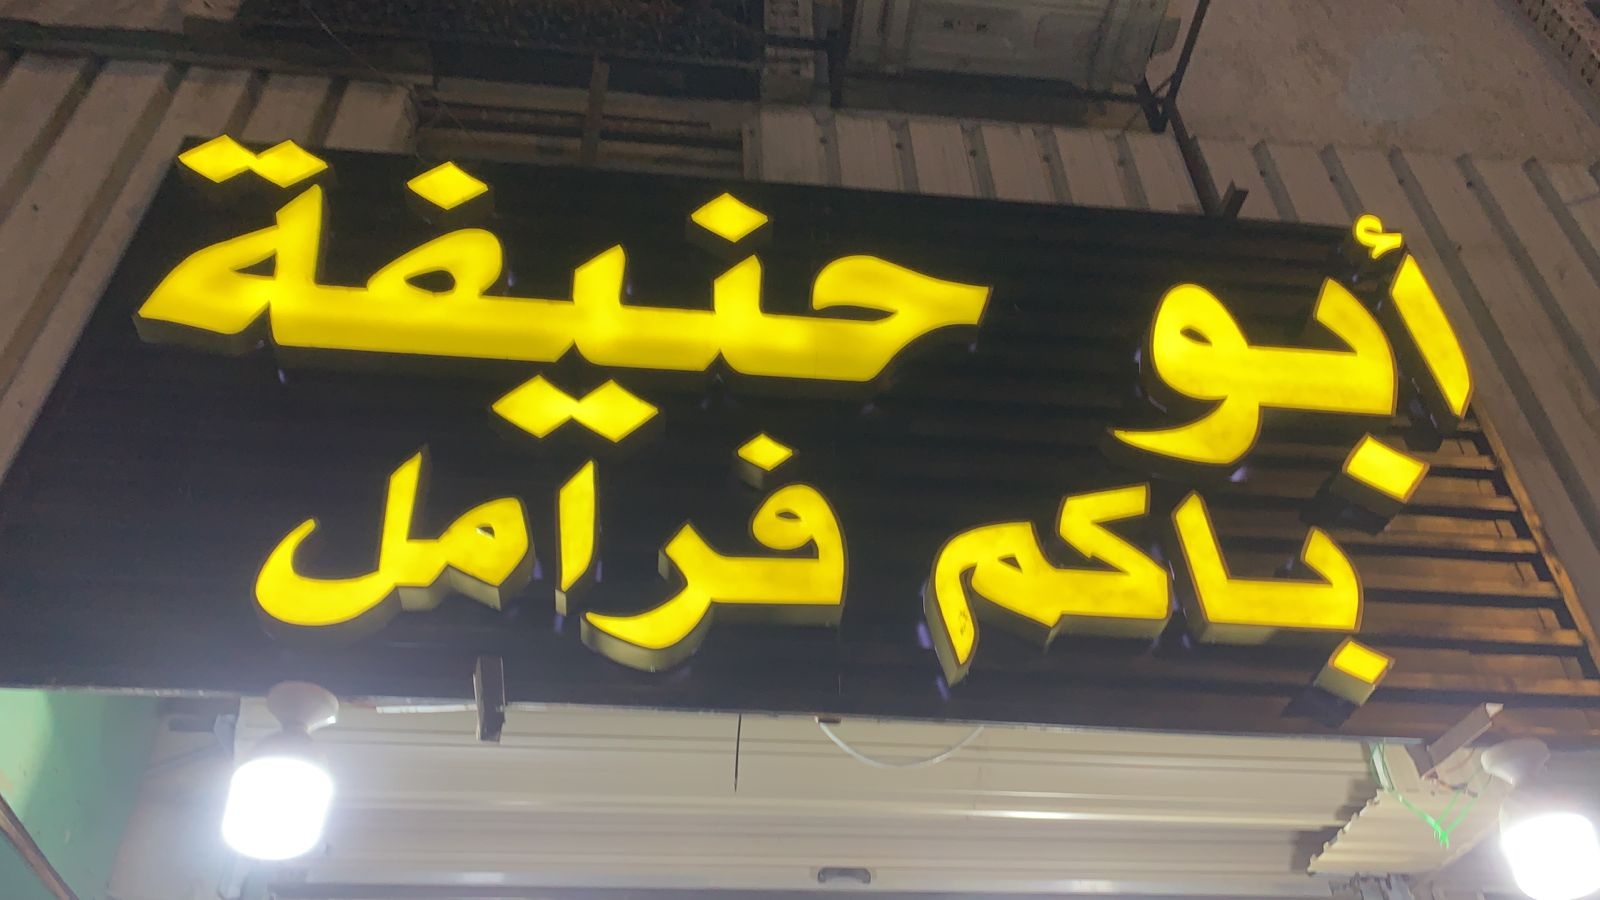 أبو حنيفة
باكم فرامل